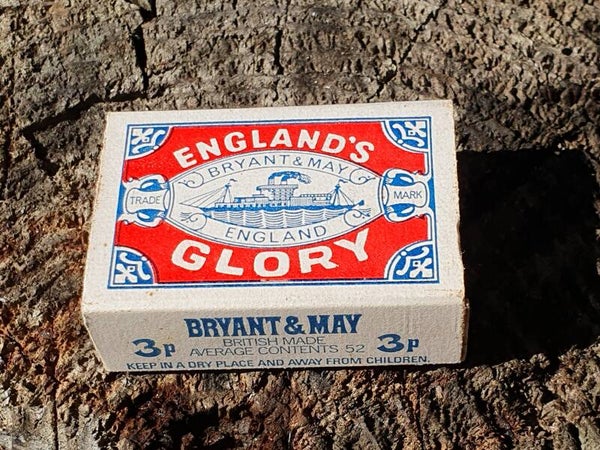 ENGLAND'S
BRYANT & MAY
TRADE MARK
ENGLAND
GLORY
BRYANT & MAY
BRITISH MADE
3p AVERAGE CONTENTS 52 3p
KEEP IN A DRY PLACE AND AWAY FROM CHILDREN.